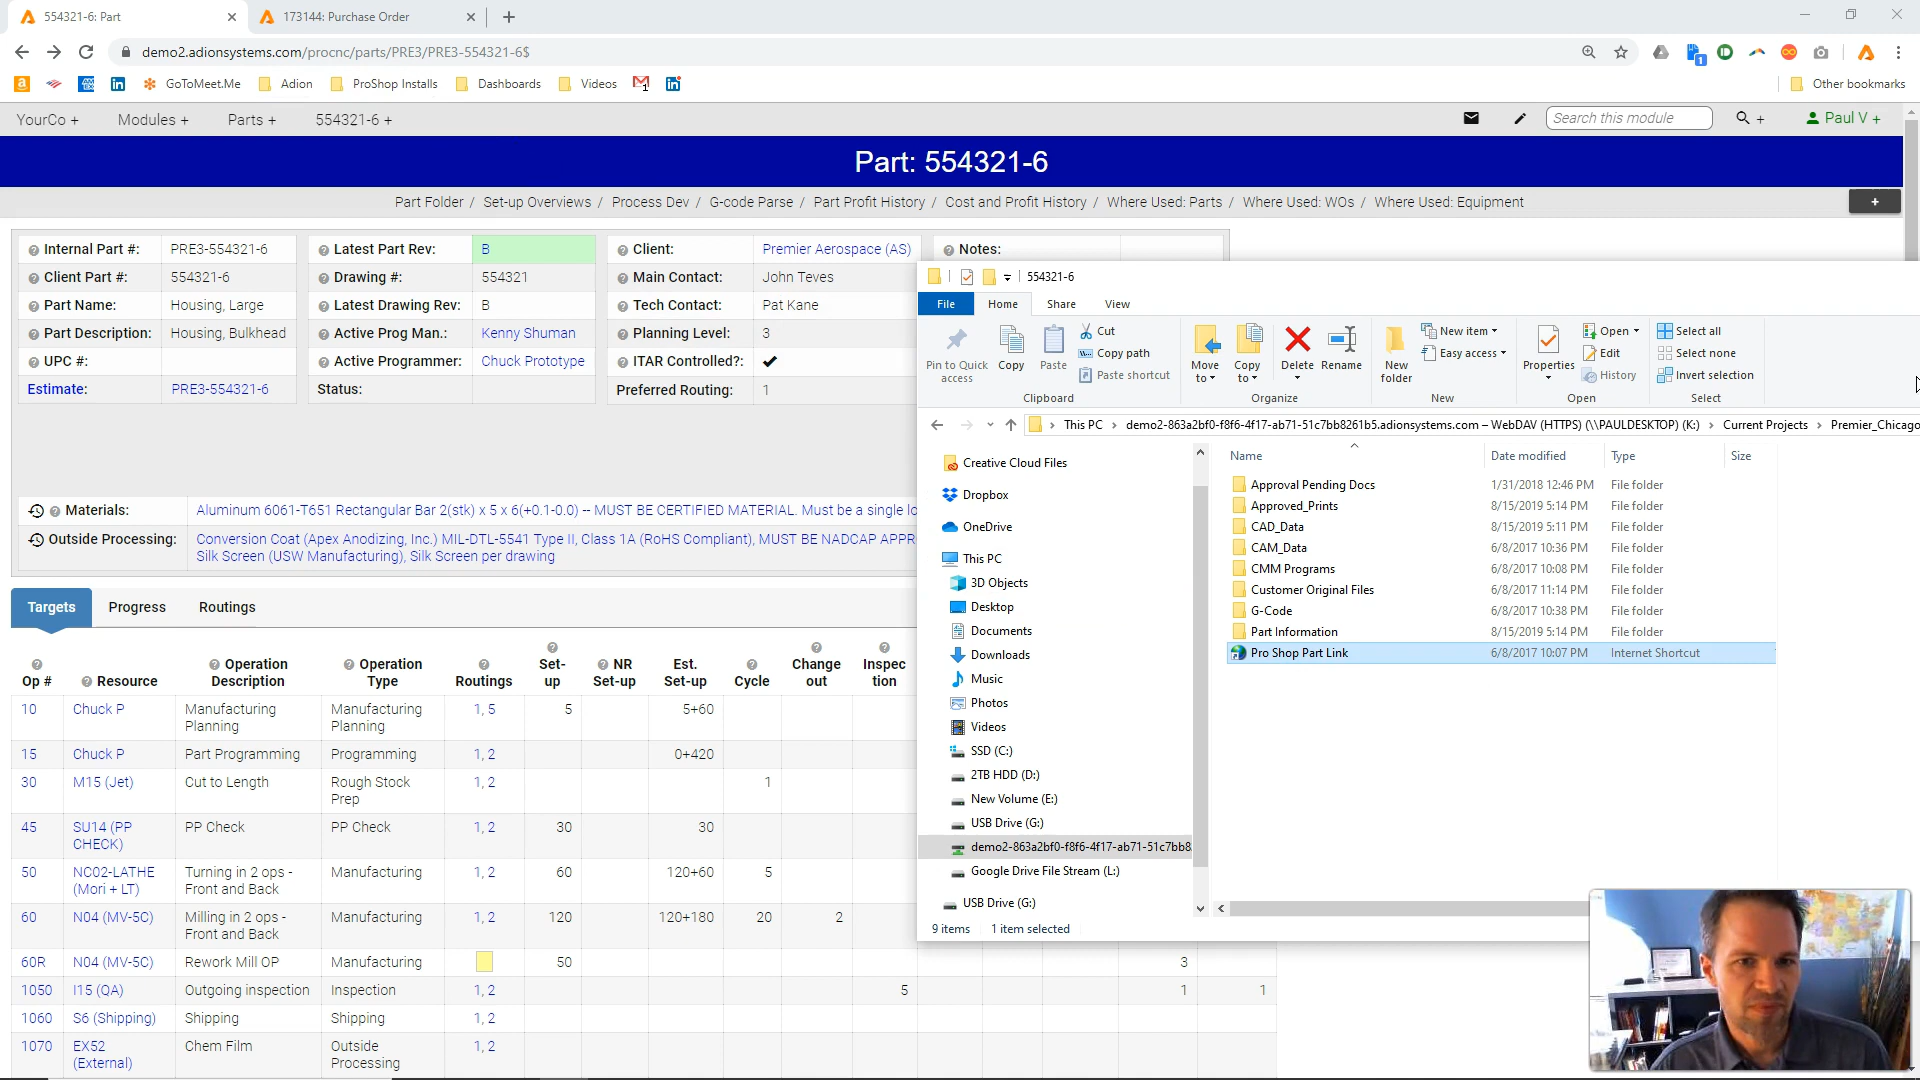 554321-6: Part
173144: Purchase Order
demo2.adionsystems.com/procnc/parts/PRE3/PRE3-554321-6$
GoToMeet.Me Adion ProShop Installs Dashboards Videos Other bookmarks
YourCo + Modules + Parts + 554321-6 + Search this module + Paul V +
Part: 554321-6
Part Folder / Set-up Overviews / Process Dev / G-code Parse / Part Profit History / Cost and Profit History / Where Used: Parts / Where Used: WOs / Where Used: Equipment +
Internal Part #: PRE3-554321-6 Latest Part Rev: B Client: Premier Aerospace (AS) Notes:
Client Part #: 554321-6 Drawing #: 554321 Main Contact: John Teves
Part Name: Housing, Large Latest Drawing Rev: B Tech Contact: Pat Kane
Part Description: Housing, Bulkhead Active Prog Man.: Kenny Shuman Planning Level: 3
UPC #: Active Programmer: Chuck Prototype ITAR Controlled?: ✔
Estimate: PRE3-554321-6 Status: Preferred Routing: 1
Materials: Aluminum 6061-T651 Rectangular Bar 2(stk) x 5 x 6(+0.1-0.0) -- MUST BE CERTIFIED MATERIAL. Must be a single lo
Outside Processing: Conversion Coat (Apex Anodizing, Inc.) MIL-DTL-5541 Type II, Class 1A (RoHS Compliant), MUST BE NADCAP APPR
Silk Screen (USW Manufacturing), Silk Screen per drawing
Targets Progress Routings
Op # Resource Operation Description Operation Type Routings Set-up NR Set-up Est. Set-up Cycle Change out Inspec tion
10 Chuck P Manufacturing Planning Manufacturing Planning 1, 5 5 5+60
15 Chuck P Part Programming Programming 1, 2 0+420
30 M15 (Jet) Cut to Length Rough Stock Prep 1, 2 1
45 SU14 (PP CHECK) PP Check PP Check 1, 2 30 30
50 NC02-LATHE (Mori + LT) Turning in 2 ops - Front and Back Manufacturing 1, 2 60 120+60 5
60 N04 (MV-5C) Milling in 2 ops - Front and Back Manufacturing 1, 2 120 120+180 20 2
60R N04 (MV-5C) Rework Mill OP Manufacturing 50 3
1050 I15 (QA) Outgoing inspection Inspection 1, 2 5 1 1
1060 S6 (Shipping) Shipping Shipping 1, 2
1070 EX52 (External) Chem Film Outside Processing 1, 2
554321-6
File Home Share View
Pin to Quick access Copy Paste Cut Copy path Paste shortcut
Move to Copy to Delete Rename New folder New item Easy access
Properties Open Edit History Select all Select none Invert selection
Clipboard Organize New Open Select
This PC › demo2-863a2bf0-f8f6-4f17-ab71-51c7bb8261b5.adionsystems.com – WebDAV (HTTPS) (\\PAULDESKTOP) (K:) › Current Projects › Premier_Chicago
Creative Cloud Files
Dropbox
OneDrive
This PC
3D Objects
Desktop
Documents
Downloads
Music
Photos
Videos
SSD (C:)
2TB HDD (D:)
New Volume (E:)
USB Drive (G:)
demo2-863a2bf0-f8f6-4f17-ab71-51c7bb8
Google Drive File Stream (L:)
USB Drive (G:)
Name Date modified Type Size
Approval Pending Docs 1/31/2018 12:46 PM File folder
Approved_Prints 8/15/2019 5:14 PM File folder
CAD_Data 8/15/2019 5:11 PM File folder
CAM_Data 6/8/2017 10:36 PM File folder
CMM Programs 6/8/2017 10:08 PM File folder
Customer Original Files 6/8/2017 11:14 PM File folder
G-Code 6/8/2017 10:38 PM File folder
Part Information 8/15/2019 5:14 PM File folder
Pro Shop Part Link 6/8/2017 10:07 PM Internet Shortcut
9 items 1 item selected